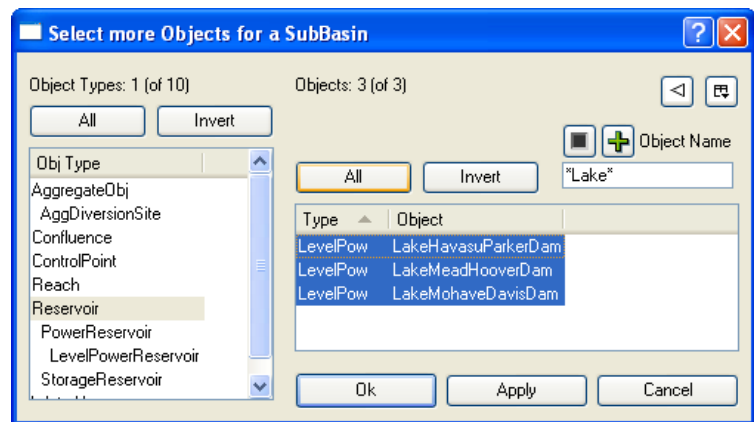 Select more Objects for a SubBasin
Object Types: 1 (of 10)
All Invert
Obj Type
AggregateObj
AggDiversionSite
Confluence
ControlPoint
Reach
Reservoir
PowerReservoir
LevelPowerReservoir
StorageReservoir
Objects: 3 (of 3)
Object Name
All Invert *Lake*
Type Object
LevelPow LakeHavasuParkerDam
LevelPow LakeMeadHooverDam
LevelPow LakeMohaveDavisDam
Ok Apply Cancel